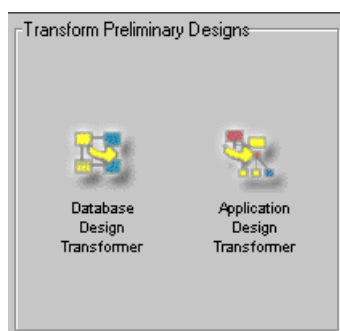 Transform Preliminary Designs
Database
Design
Transformer
Application
Design
Transformer